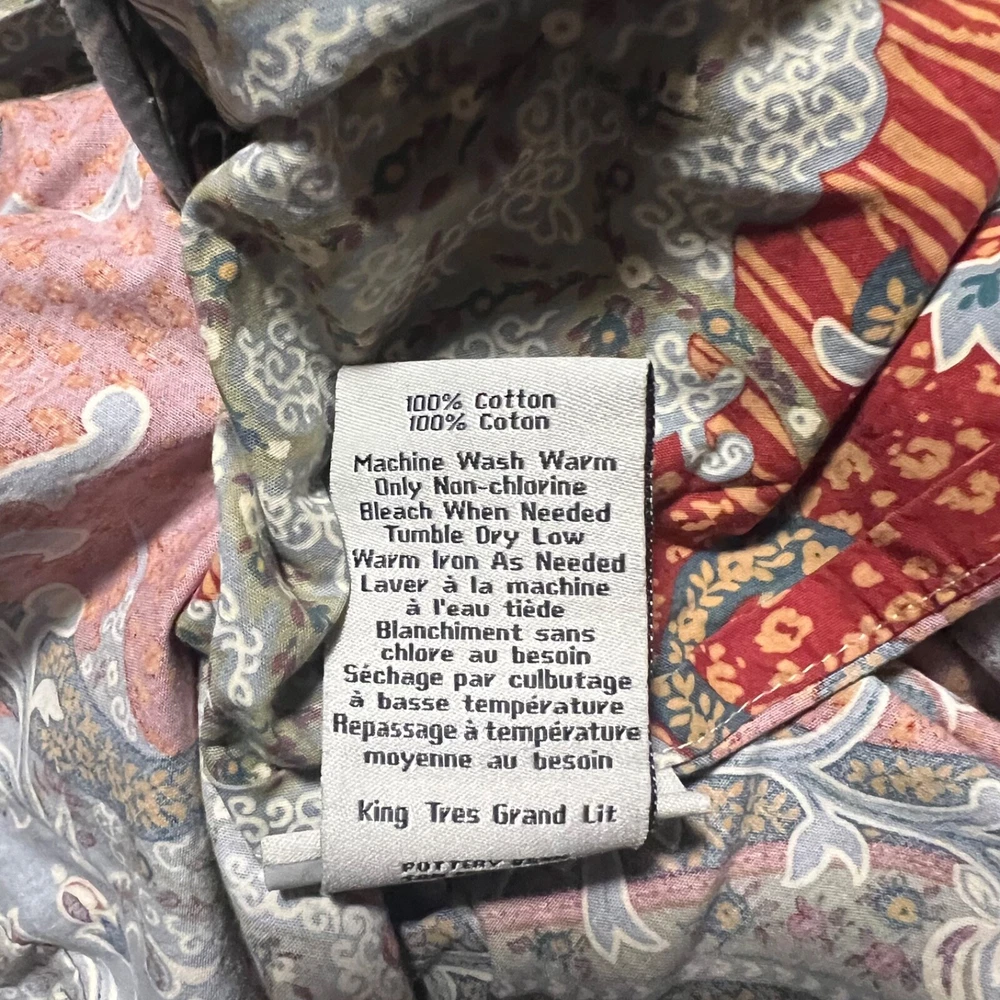 100% Cotton
100% Coton
Machine Wash Warm
Only Non-chlorine
Bleach When Needed
Tumble Dry Low
Warm Iron As Needed
Laver à la machine
à l'eau tiède
Blanchiment sans
chlore au besoin
Séchage par culbutage
à basse température
Repassage à température
moyenne au besoin
King Tres Grand Lit
POTTERY